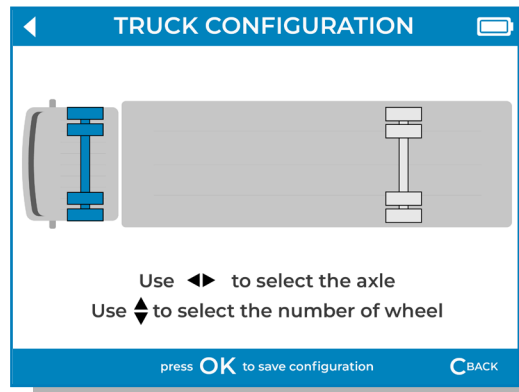 TRUCK CONFIGURATION
Use to select the axle
Use to select the number of wheel
press OK to save configuration
CBACK